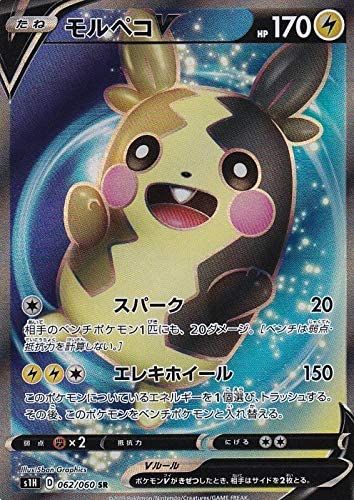 たね モルペコV HP 170
スパーク 20
相手のベンチポケモン1匹にも、20ダメージ。[ベンチは弱点・
抵抗力を計算しない。]
エレキホイール 150
このポケモンについているエネルギーを1個選び、トラッシュする。
その後、このポケモンをベンチポケモンと入れ替える。
弱点 ×2 抵抗力 にげる
Illus.5ban Graphics
s1H D 062/060 SR
Vルール
ポケモンVがきぜつしたとき、相手はサイドを2枚とる。
©2019 Pokémon/Nintendo/Creatures/GAME FREAK.